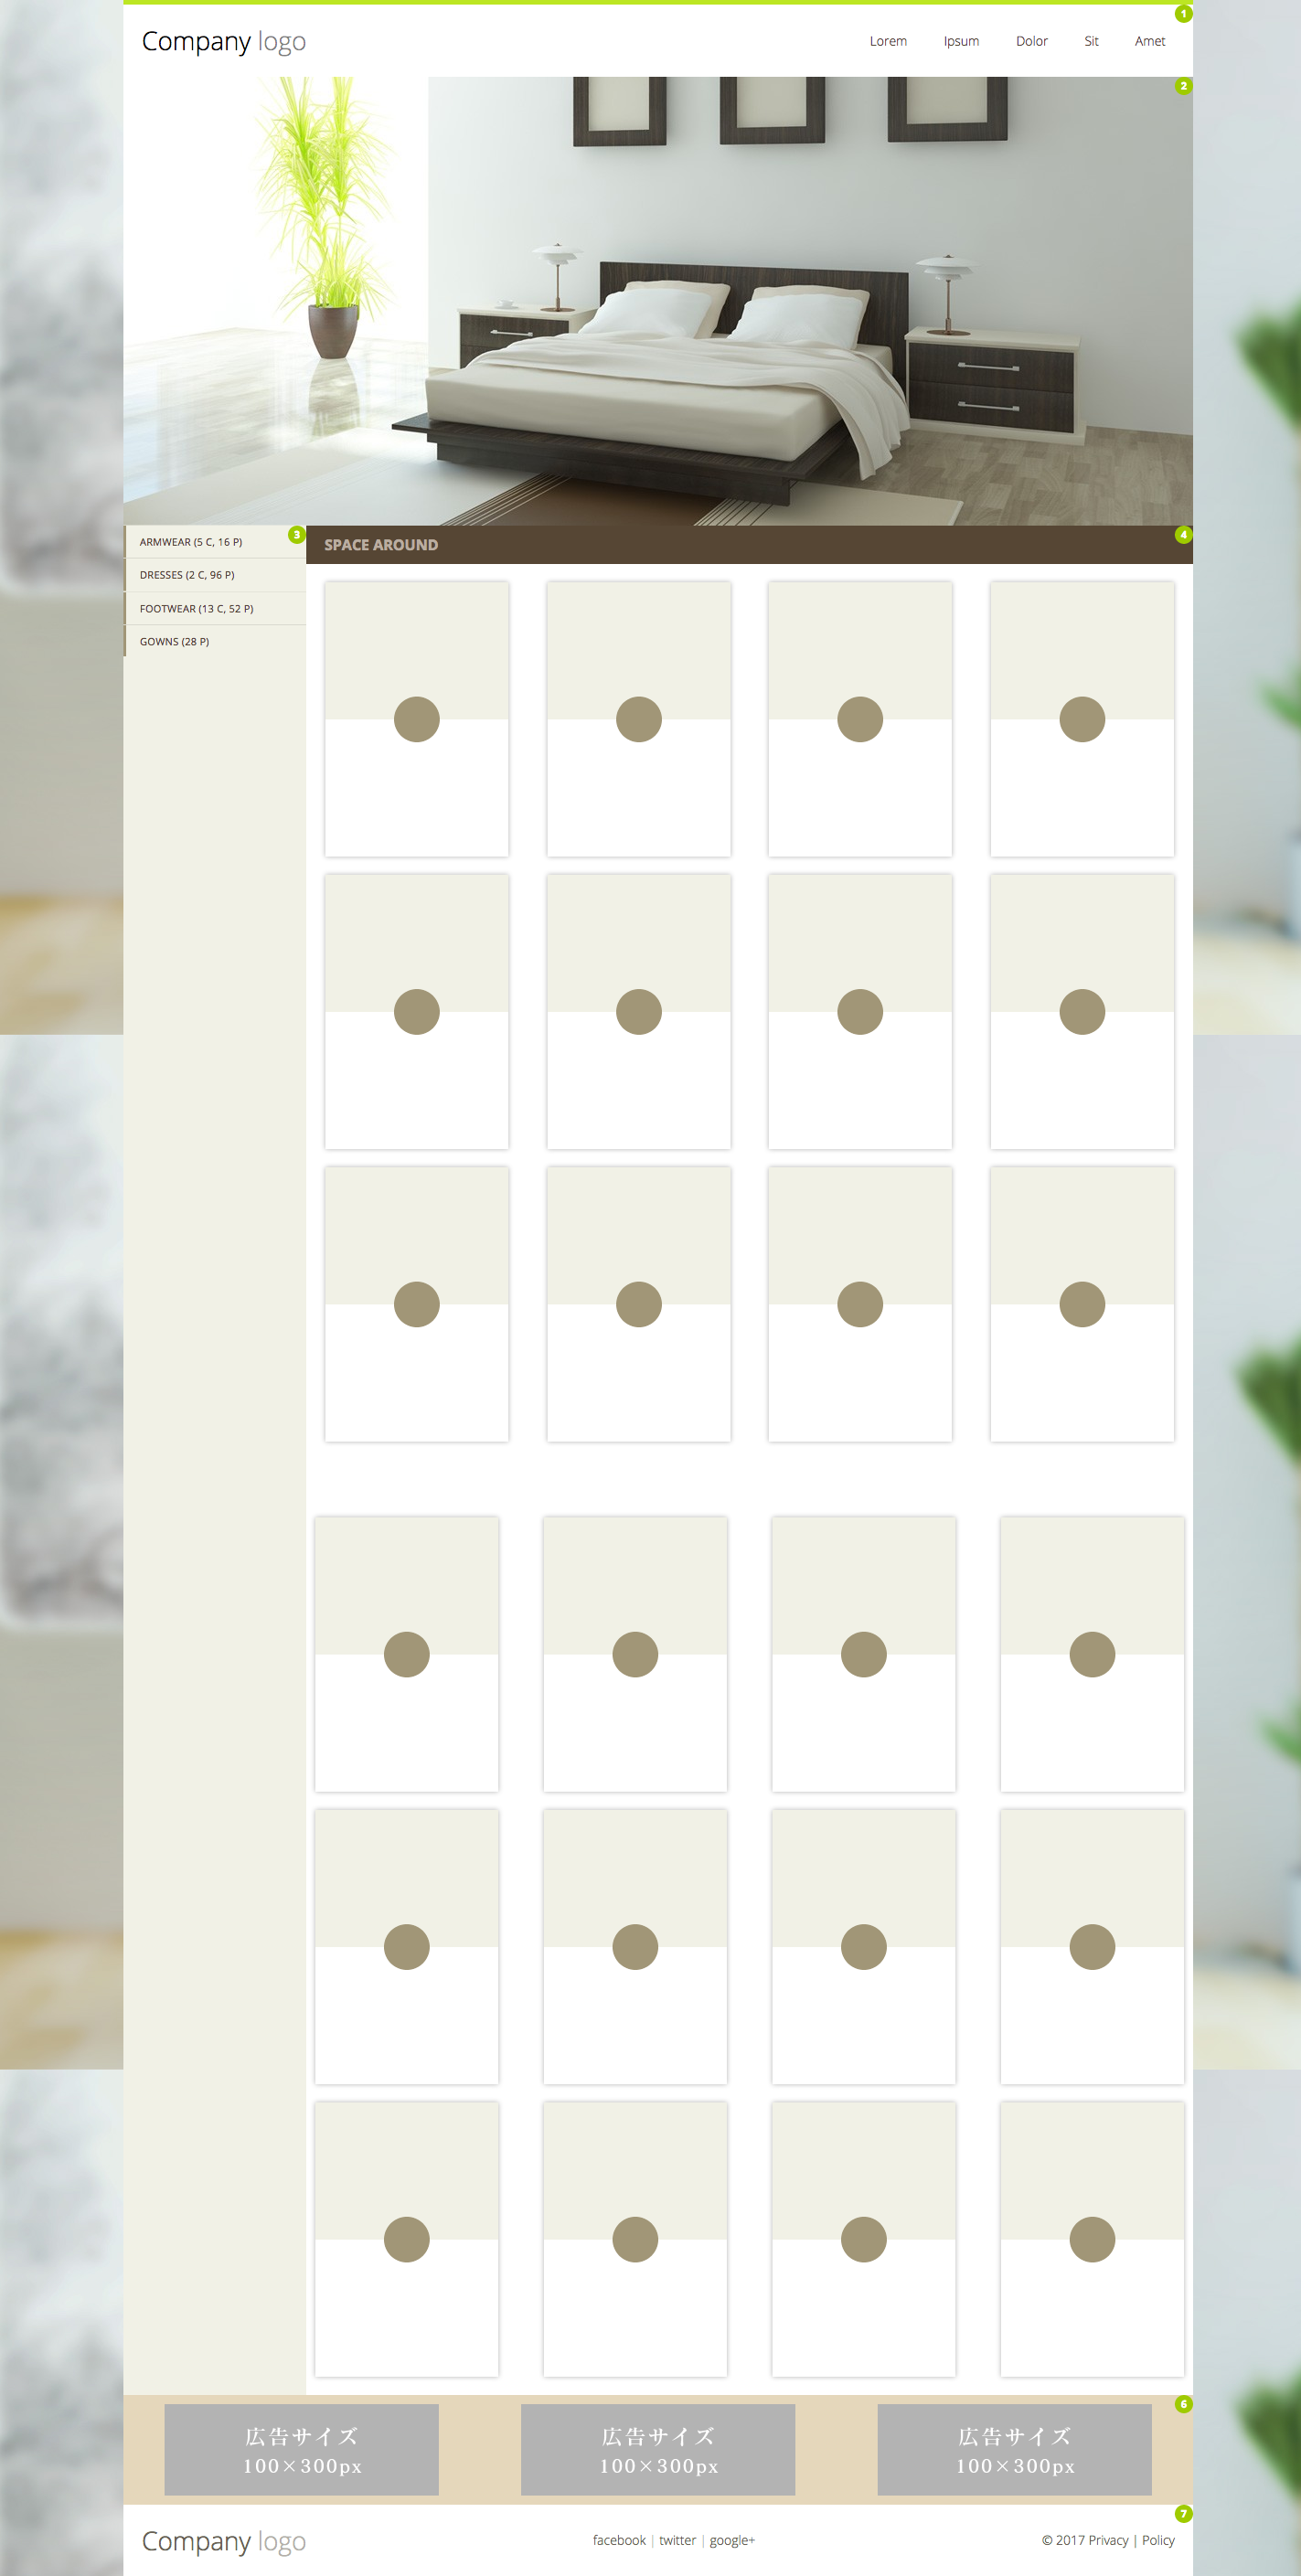 1
Company logo
Lorem Ipsum Dolor Sit Amet
2
ARMWEAR (5 C, 16 P)
3
DRESSES (2 C, 96 P)
FOOTWEAR (13 C, 52 P)
GOWNS (28 P)
SPACE AROUND
4
6
広告サイズ
100×300px
広告サイズ
100×300px
広告サイズ
100×300px
7
Company logo
facebook | twitter | google+
© 2017 Privacy | Policy